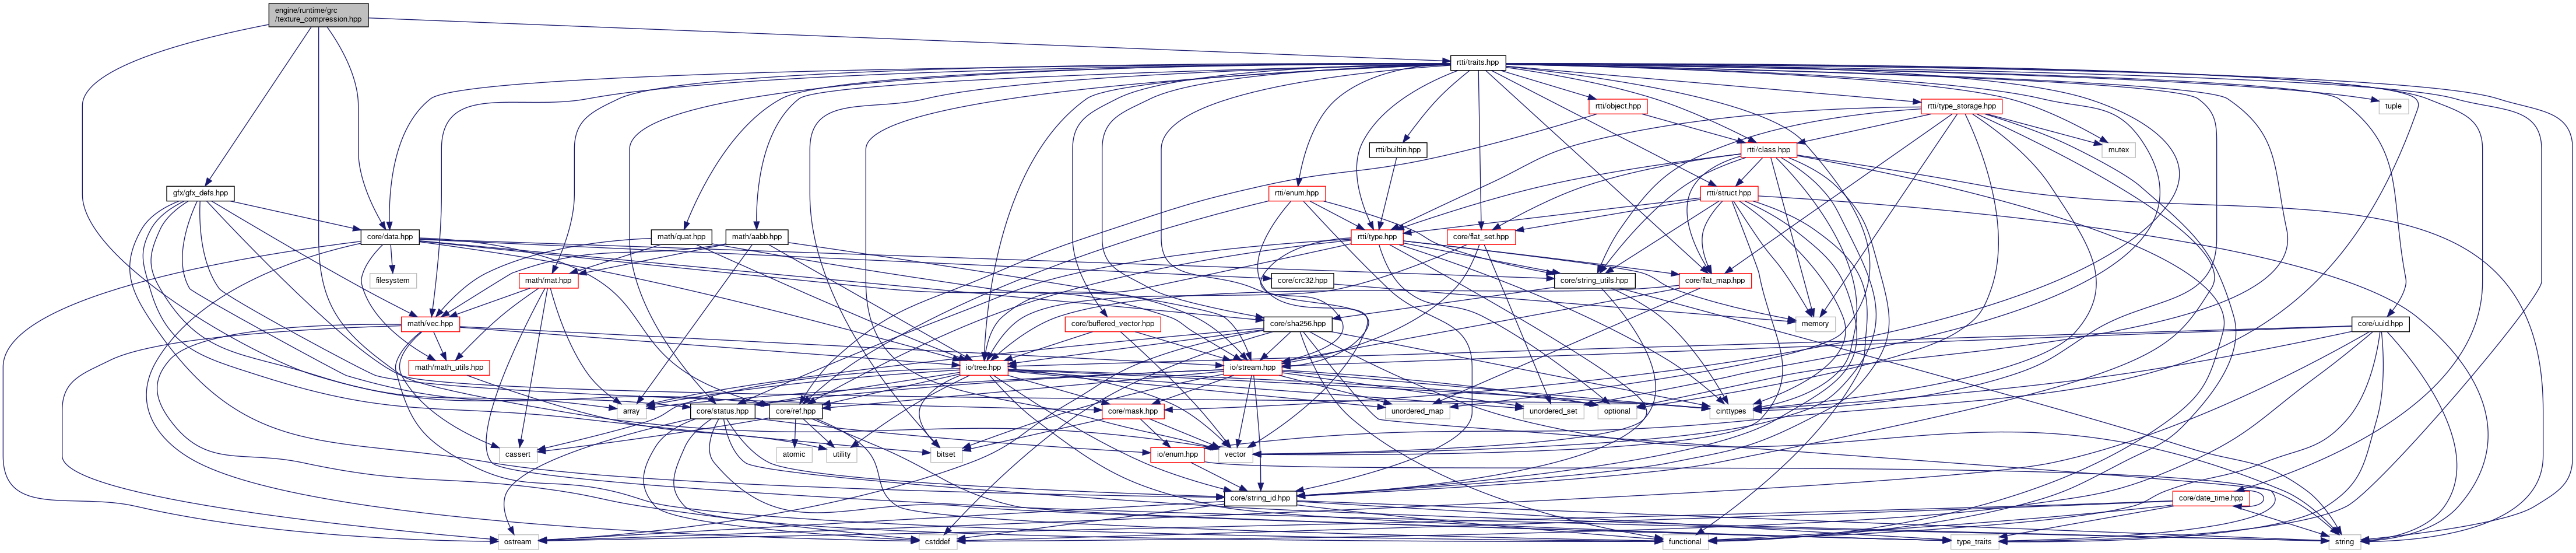 engine/runtime/grc
/texture_compression.hpp
rtti/traits.hpp
rtti/object.hpp
rtti/type_storage.hpp
tuple
rtti/builtin.hpp
rtti/class.hpp
mutex
gfx/gfx_defs.hpp
rtti/enum.hpp
rtti/struct.hpp
core/data.hpp
math/quat.hpp
math/aabb.hpp
rtti/type.hpp
core/flat_set.hpp
filesystem
math/mat.hpp
core/crc32.hpp
core/string_utils.hpp
core/flat_map.hpp
math/vec.hpp
core/buffered_vector.hpp
core/sha256.hpp
memory
core/uuid.hpp
math/math_utils.hpp
io/tree.hpp
io/stream.hpp
array
core/status.hpp
core/ref.hpp
core/mask.hpp
unordered_map
unordered_set
optional
cinttypes
cassert
atomic
utility
bitset
io/enum.hpp
vector
core/string_id.hpp
core/date_time.hpp
ostream
cstddef
functional
type_traits
string